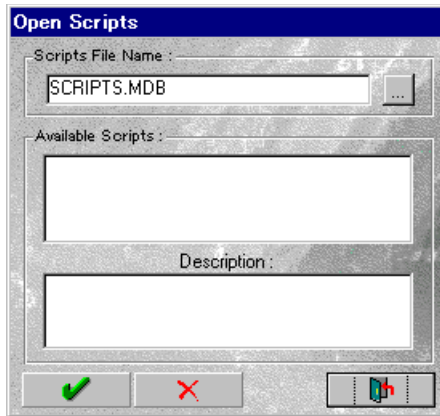 Open Scripts
Scripts File Name :
SCRIPTS.MDB
...
Available Scripts :
Description :